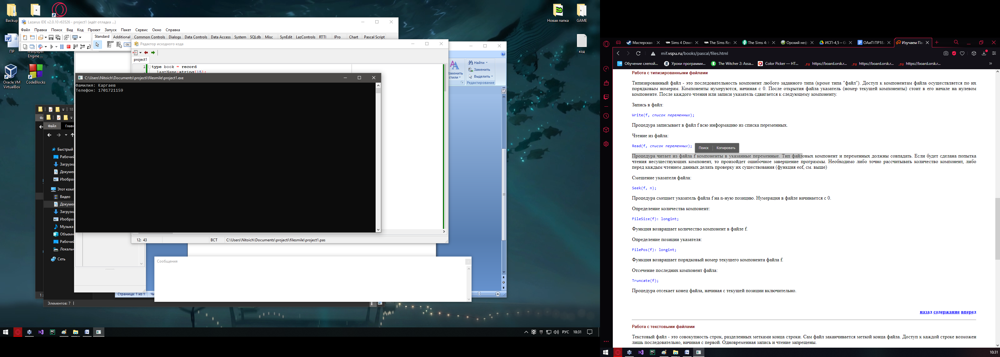 Backup
Новая папка
GAME
ПР
Wallpaper
Engine ...
код
Oracle VM
VirtualBox
CodeBlocks
Lazarus IDE v2.0.10 r63526 - project1 (идёт отладка ...)
Файл Правка Поиск Вид Код Проект Запуск Пакет Сервис Окно Справка
Standard Additional Common Controls Dialogs Data Controls Data Access System SQLdb Misc SynEdit LazControls RTTI IPro Chart Pascal Script
Ok
Редактор исходного кода
project1
1 type book = record
lastName:string[15];
C:\Users\Nitoich\Documents\projecti\filesmile\project1.exe
Фамилия: Каргаев
Телефон: 1701721159
12: 43 ВСТ C:\Users\Nitoich\Documents\projecti\filesmile\project1.pas
Найти
Заменить
Выделить
Редактирование
Изменить
стили
18
Файл Главн
Быстрый
Рабочий
Загрузки
Докумен
Изображ
Этот комп
Видео
Докумен
Загрузки
Изображ
Музыка
Объемн
Рабочий
Локальн
Сеть
Элементов: 7
Страница: 1 из 1
Сообщения
РУС 10:31
Мастерская
Sims 4 Down
The Sims Res
The Sims 4:
Орский неф
ИСП-4,5 – G
ОАиП ПР18.
Изучаем Па
mif.vspu.ru/books/pascal/files.html
Обучение слепой...
Уроки программи...
The Witcher 2: Assa...
Color Picker — HT...
https://board.orsk.r...
https://board.orsk.r...
https://board.orsk.r...
Работа с типизированными файлами
Типизированный файл - это последовательность компонент любого заданного типа (кроме типа "файл"). Доступ к компонентам файла осуществляется по их
порядковым номерам. Компоненты нумеруются, начиная с 0. После открытия файла указатель (номер текущей компоненты) стоит в его начале на нулевом
компоненте. После каждого чтения или записи указатель сдвигается к следующему компоненту.
Запись в файл:
Write(f, список переменных);
Процедура записывает в файл f всю информацию из списка переменных.
Чтение из файла:
Read(f, список переменных);
Поиск Копировать
Процедура читает из файла f компоненты в указанные переменные. Тип файловых компонент и переменных должны совпадать. Если будет сделана попытка
чтения несуществующих компонент, то произойдет ошибочное завершение программы. Необходимо либо точно рассчитывать количество компонент, либо
перед каждым чтением данных делать проверку их существования (функция eof, см. выше)
Смещение указателя файла:
Seek(f, n);
Процедура смещает указатель файла f на n-ную позицию. Нумерация в файле начинается с 0.
Определение количества компонент:
FileSize(f): longint;
Функция возвращает количество компонент в файле f.
Определение позиции указателя:
FilePos(f): longint;
Функция возвращает порядковый номер текущего компонента файла f.
Отсечение последних компонент файла:
Truncate(f);
Процедура отсекает конец файла, начиная с текущей позиции включительно.
назад содержание вперед
Работа с текстовыми файлами
Текстовый файл - это совокупность строк, разделенных метками конца строки. Сам файл заканчивается меткой конца файла. Доступ к каждой строке возможен
лишь последовательно, начиная с первой. Одновременная запись и чтение запрещены.
10:31